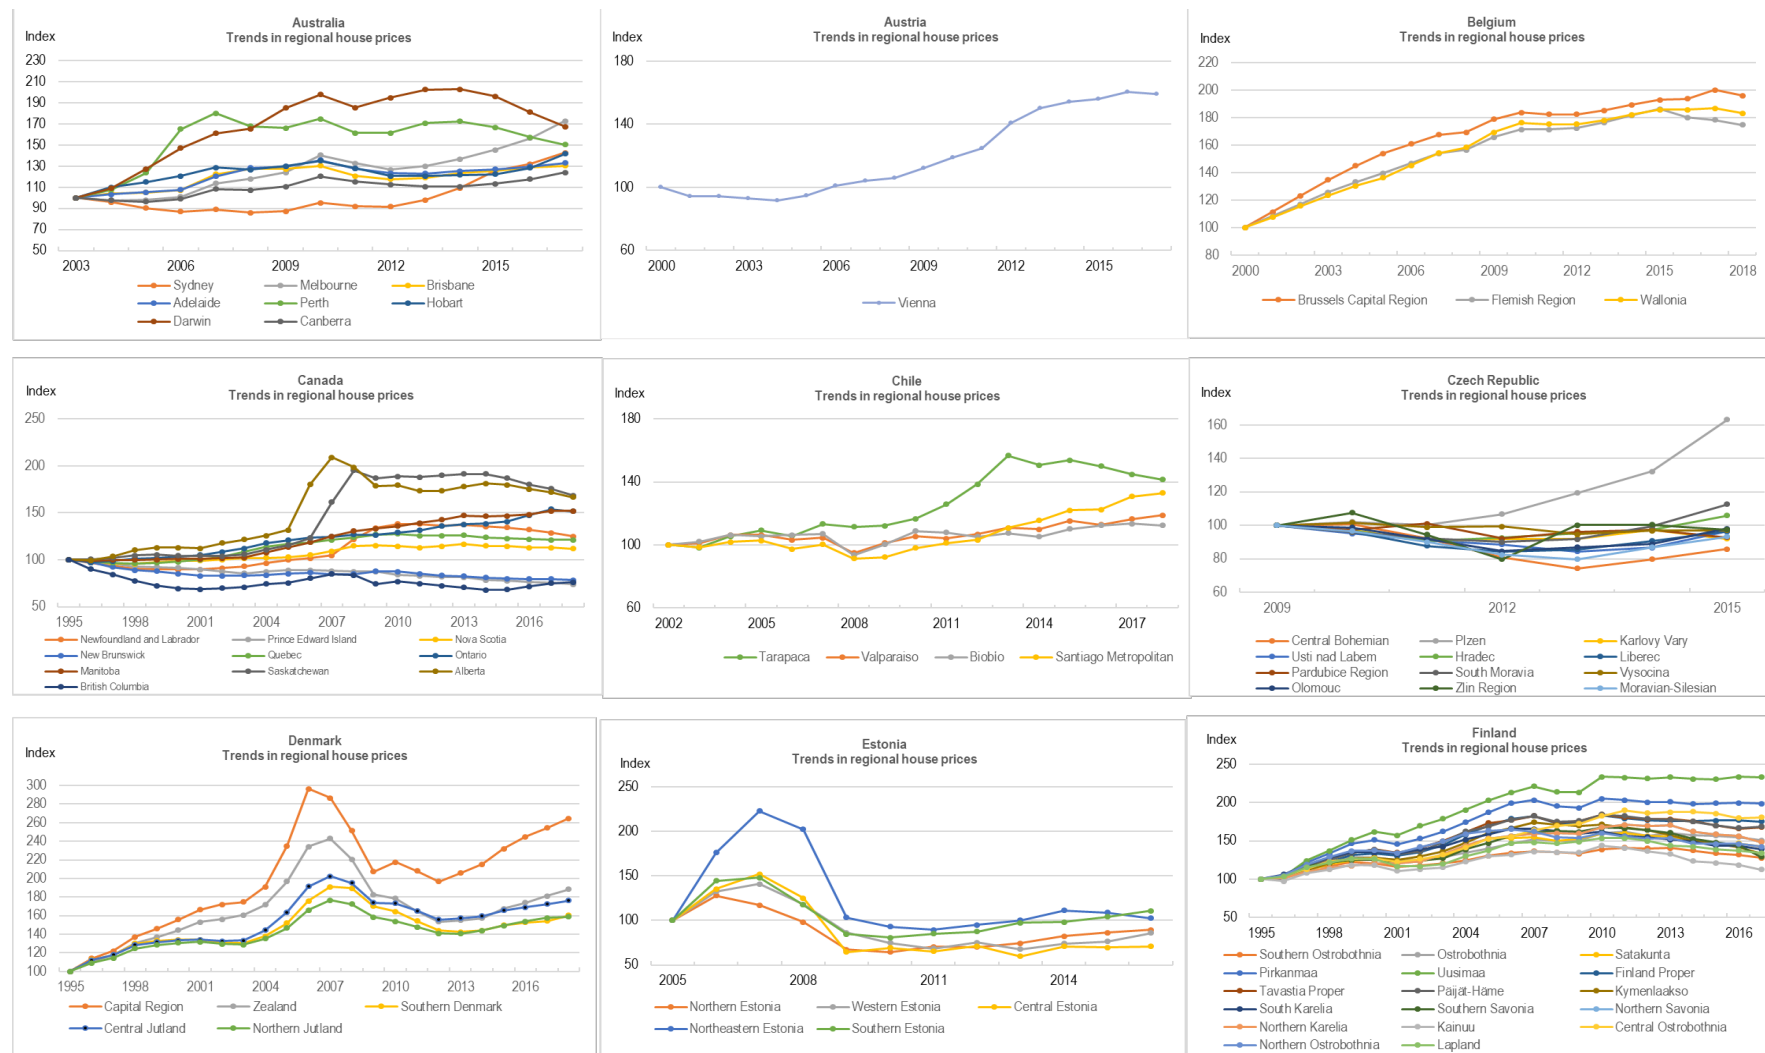 Australia
Trends in regional house prices
Index
230
210
190
170
150
130
110
90
70
50
2003 2006 2009 2012 2015
Sydney Melbourne Brisbane
Adelaide Perth Hobart
Darwin Canberra
Austria
Trends in regional house prices
Index
180
140
100
60
2000 2003 2006 2009 2012 2015
Vienna
Belgium
Trends in regional house prices
Index
220
200
180
160
140
120
100
80
2000 2003 2006 2009 2012 2015 2018
Brussels Capital Region Flemish Region Wallonia
Canada
Trends in regional house prices
Index
250
200
150
100
50
1995 1998 2001 2004 2007 2010 2013 2016
Newfoundland and Labrador Prince Edward Island Nova Scotia
New Brunswick Quebec Ontario
Manitoba Saskatchewan Alberta
British Columbia
Chile
Trends in regional house prices
Index
180
140
100
60
2002 2005 2008 2011 2014 2017
Tarapaca Valparaiso Biobío Santiago Metropolitan
Czech Republic
Trends in regional house prices
Index
160
140
120
100
80
60
2009 2012 2015
Central Bohemian Plzen Karlovy Vary
Usti nad Labem Hradec Liberec
Pardubice Region South Moravia Vysocina
Olomouc Zlin Region Moravian-Silesian
Denmark
Trends in regional house prices
Index
300
280
260
240
220
200
180
160
140
120
100
1995 1998 2001 2004 2007 2010 2013 2016
Capital Region Zealand Southern Denmark
Central Jutland Northern Jutland
Estonia
Trends in regional house prices
Index
250
200
150
100
50
2005 2008 2011 2014
Northern Estonia Western Estonia Central Estonia
Northeastern Estonia Southern Estonia
Finland
Trends in regional house prices
Index
250
200
150
100
50
1995 1998 2001 2004 2007 2010 2013 2016
Southern Ostrobothnia Ostrobothnia Satakunta
Pirkanmaa Uusimaa Finland Proper
Tavastia Proper Päijät-Häme Kymenlaakso
South Karelia Southern Savonia Northern Savonia
Northern Karelia Kainuu Central Ostrobothnia
Northern Ostrobothnia Lapland